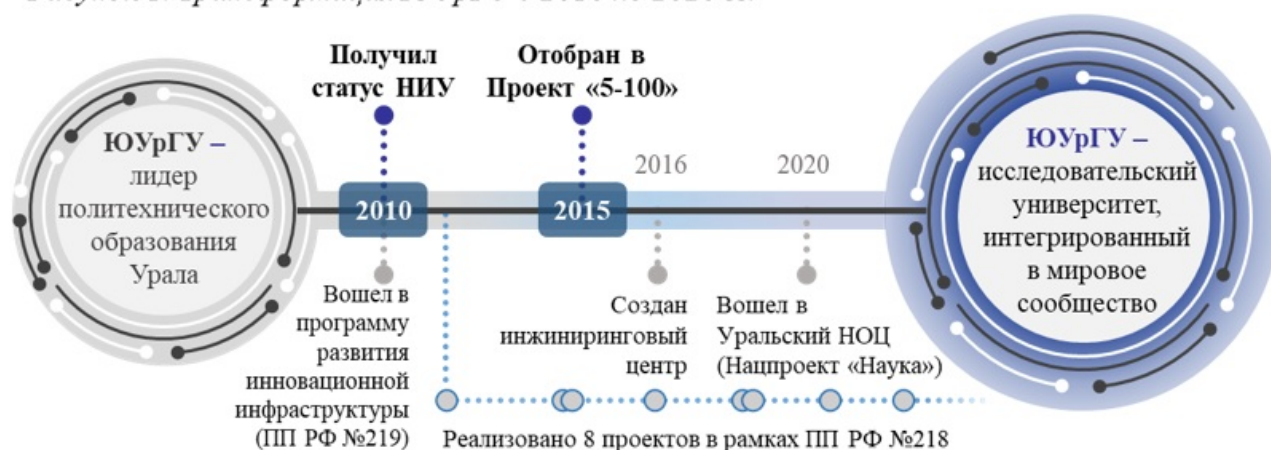 Получил
статус НИУ
Отобран в
Проект «5-100»
ЮУрГУ –
лидер
политехнического
образования
Урала
2010
2015
2016
2020
ЮУрГУ –
исследовательский
университет,
интегрированный
в мировое
сообщество
Вошел в
программу
развития
инновационной
инфраструктуры
(ПП РФ №219)
Создан
инжиниринговый
центр
Вошел в
Уральский НОЦ
(Нацпроект «Наука»)
Реализовано 8 проектов в рамках ПП РФ №218